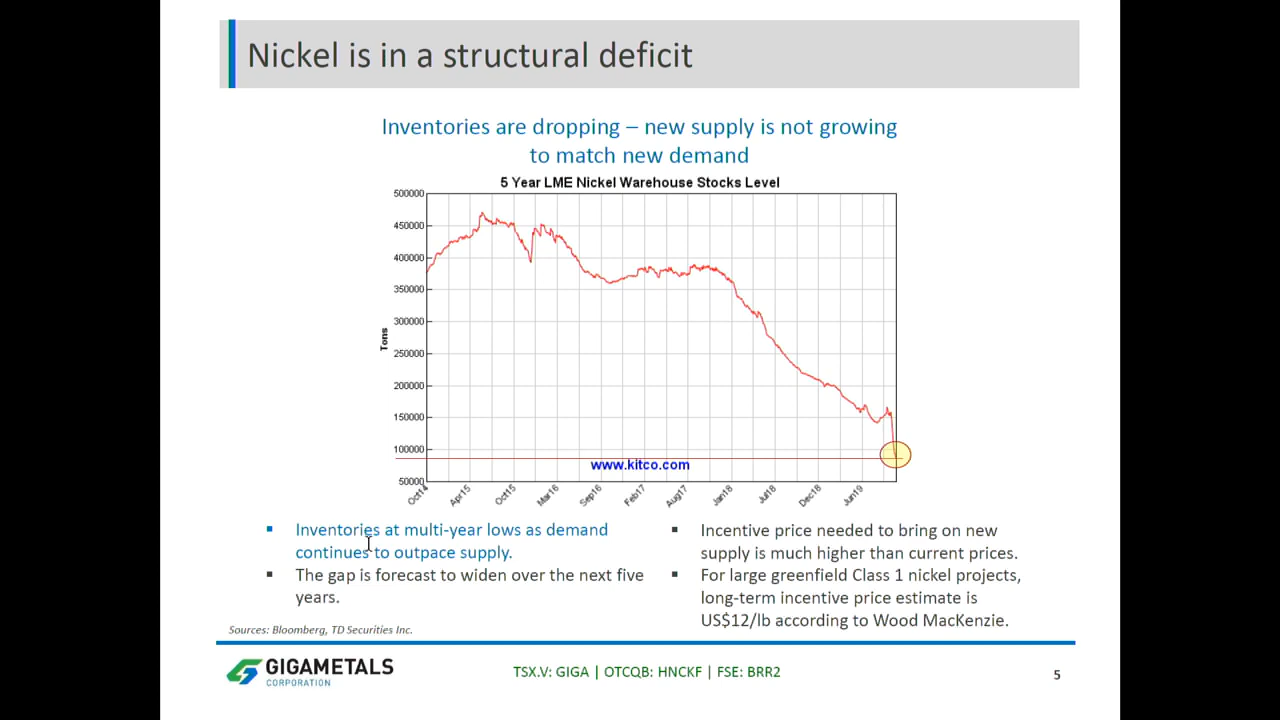 Nickel is in a structural deficit
Inventories are dropping – new supply is not growing
to match new demand
5 Year LME Nickel Warehouse Stocks Level
500000
450000
400000
350000
300000
250000
200000
150000
100000
50000
Tons
www.kitco.com
Oct14
Apr15
Oct15
Mar16
Sep16
Feb17
Aug17
Jan18
Jul18
Dec18
Jun19
▪ Inventories at multi-year lows as demand
continues to outpace supply.
▪ The gap is forecast to widen over the next five
years.
▪ Incentive price needed to bring on new
supply is much higher than current prices.
▪ For large greenfield Class 1 nickel projects,
long-term incentive price estimate is
US$12/lb according to Wood MacKenzie.
Sources: Bloomberg, TD Securities Inc.
GIGAMETALS
CORPORATION
TSX.V: GIGA | OTCQB: HNCKF | FSE: BRR2
5